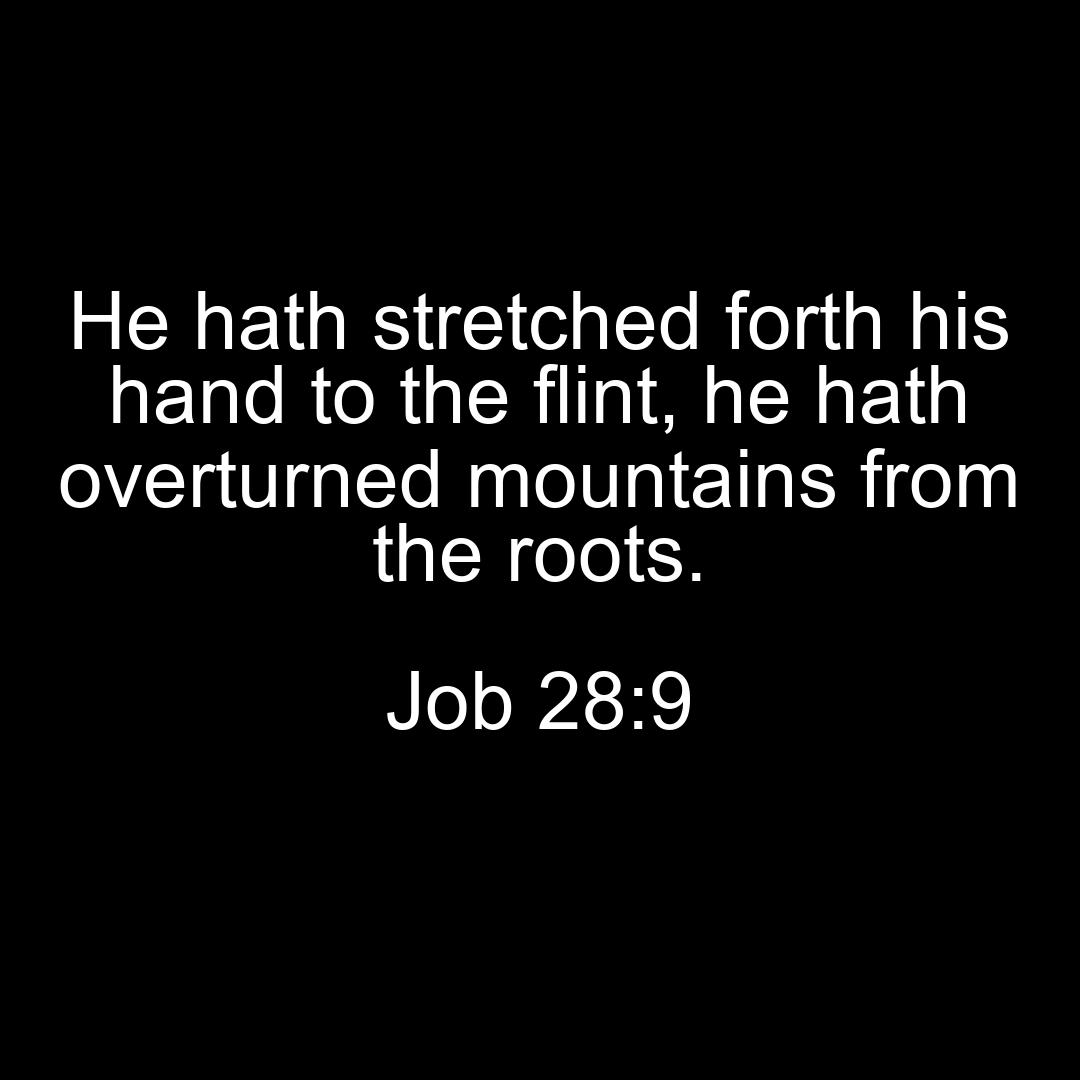 He hath stretched forth his
hand to the flint, he hath
overturned mountains from
the roots.
Job 28:9